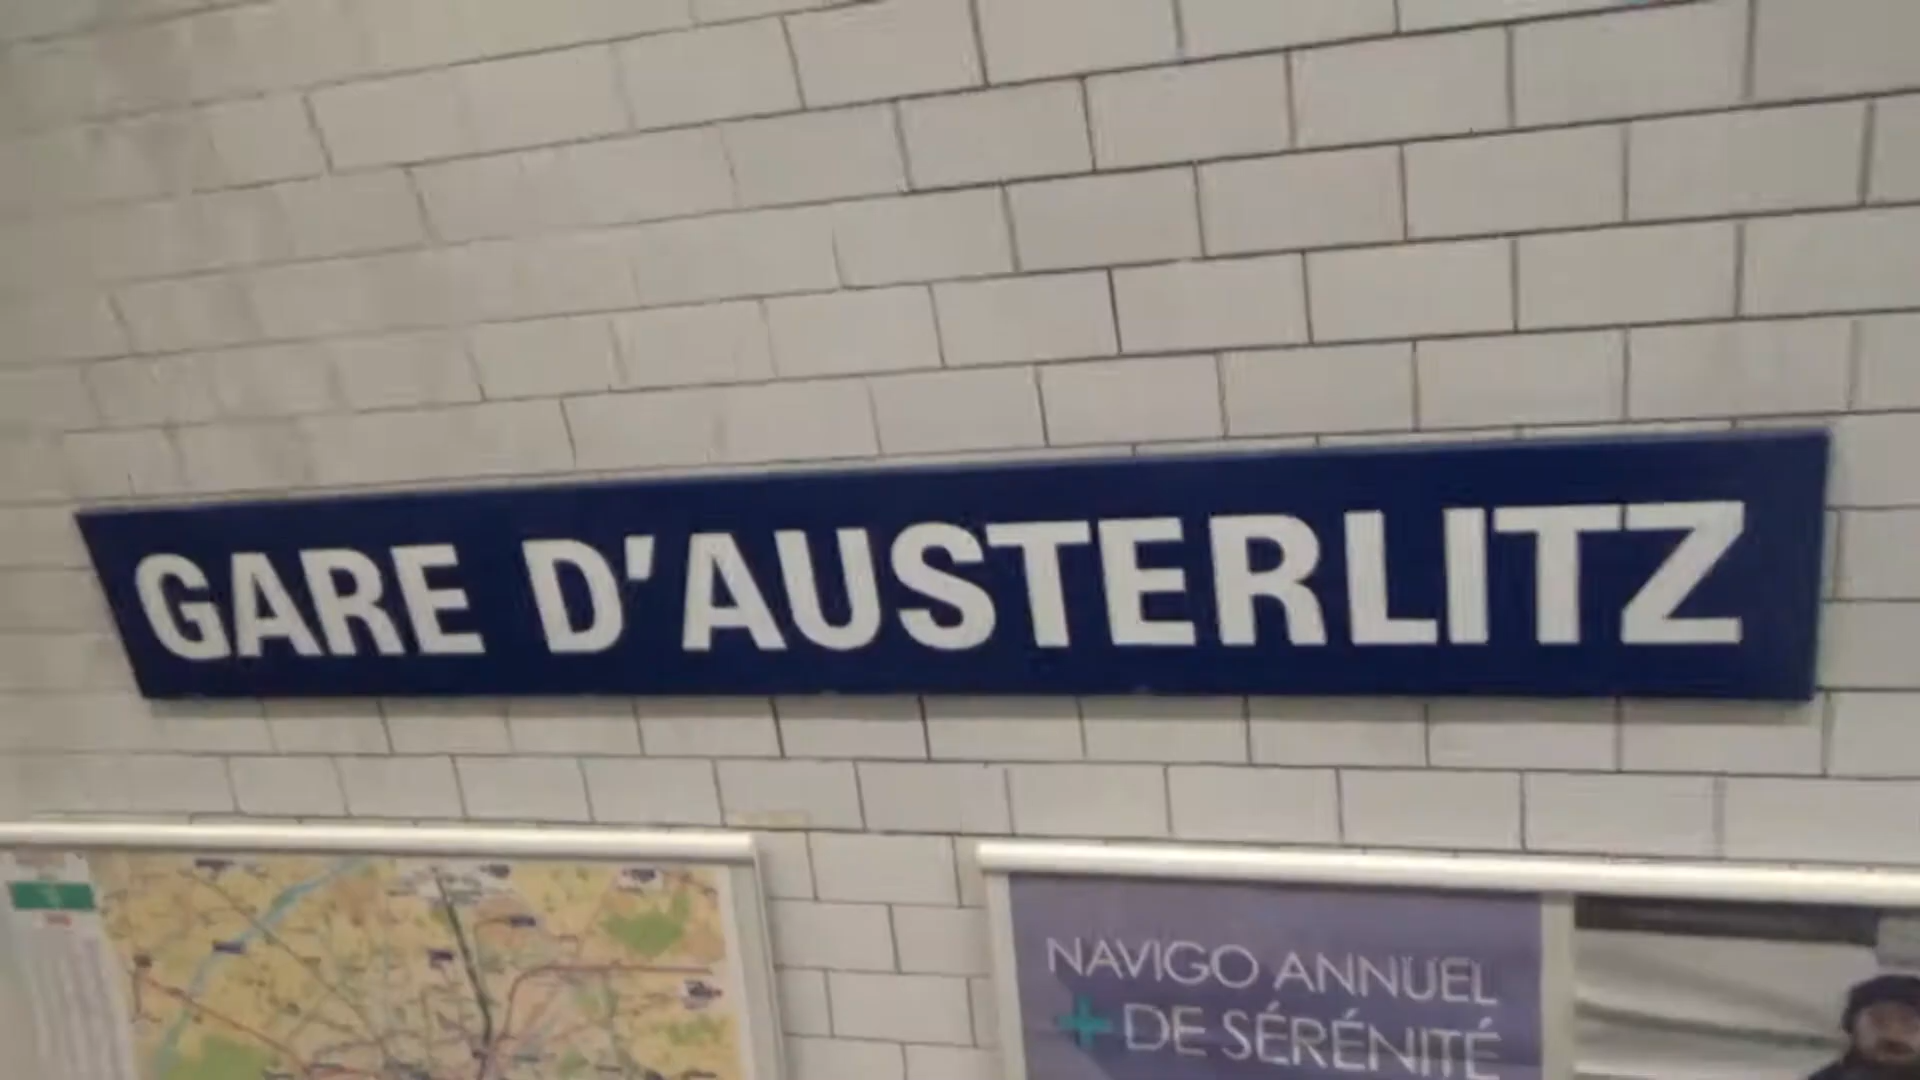 GARE D'AUSTERLITZ
NAVIGO ANNUEL
+ DE SÉRÉNITÉ